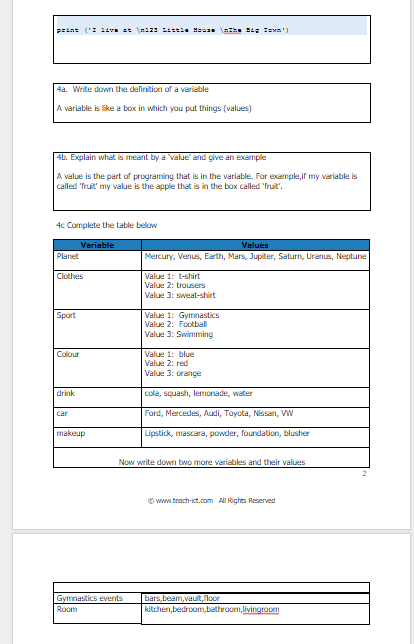 print ('I live at \n123 Little House \nThe Big Town')
4a. Write down the definition of a variable
A variable is like a box in which you put things (values)
4b. Explain what is meant by a 'value' and give an example
A value is the part of programing that is in the variable. For example,if my variable is
called 'fruit' my value is the apple that is in the box called 'fruit'.
4c Complete the table below
Variable Values
Planet Mercury, Venus, Earth, Mars, Jupiter, Saturn, Uranus, Neptune
Clothes Value 1: t-shirt
Value 2: trousers
Value 3: sweat-shirt
Sport Value 1: Gymnastics
Value 2: Football
Value 3: Swimming
Colour Value 1: blue
Value 2: red
Value 3: orange
drink cola, squash, lemonade, water
car Ford, Mercedes, Audi, Toyota, Nissan, VW
makeup Lipstick, mascara, powder, foundation, blusher
Now write down two more variables and their values
2
© www.teach-ict.com All Rights Reserved
Gymnastics events bars,beam,vault,floor
Room kitchen,bedroom,bathroom,livingroom